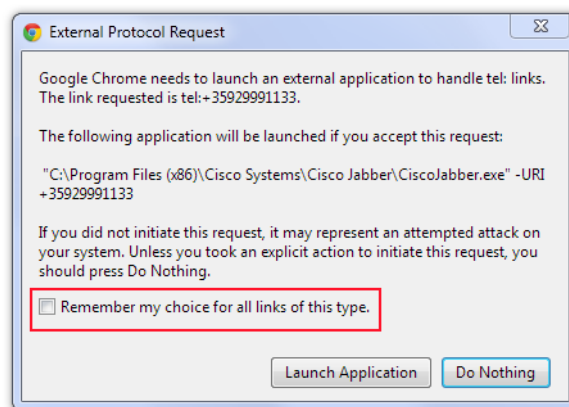 External Protocol Request
Google Chrome needs to launch an external application to handle tel: links.
The link requested is tel:+35929991133.
The following application will be launched if you accept this request:
"C:\Program Files (x86)\Cisco Systems\Cisco Jabber\CiscoJabber.exe" -URI
+35929991133
If you did not initiate this request, it may represent an attempted attack on
your system. Unless you took an explicit action to initiate this request, you
should press Do Nothing.
Remember my choice for all links of this type.
Launch Application
Do Nothing